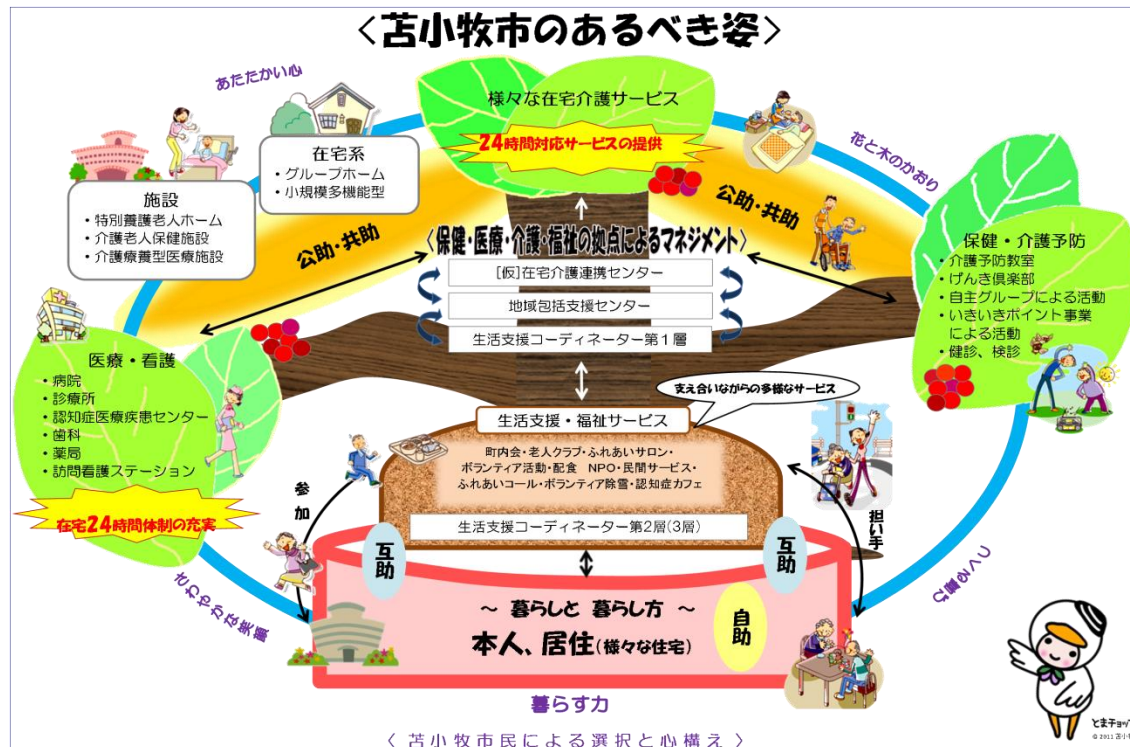 〈苫小牧市のあるべき姿〉
あたたかい心
様々な在宅介護サービス
24時間対応サービスの提供
花と木のかおり
在宅系
・グループホーム
・小規模多機能型
施設
・特別養護老人ホーム
・介護老人保健施設
・介護療養型医療施設
公助・共助
公助・共助
〈保健・医療・介護・福祉の拠点によるマネジメント〉
[仮]在宅介護連携センター
地域包括支援センター
生活支援コーディネーター第1層
保健・介護予防
・介護予防教室
・げんき倶楽部
・自主グループによる活動
・いきいきポイント事業
による活動
・健診、検診
医療・看護
・病院
・診療所
・認知症医療疾患センター
・歯科
・薬局
・訪問看護ステーション
在宅24時間体制の充実
支え合いながらの多様なサービス
生活支援・福祉サービス
町内会・老人クラブ・ふれあいサロン・
ボランティア活動・配食 NPO・民間サービス・
ふれあいコール・ボランティア除雪・認知症カフェ
生活支援コーディネーター第2層(3層)
参加
担い手
互助
互助
さわやかな笑顔
つくる喜び
～ 暮らしと 暮らし方 ～
自助
本人、居住(様々な住宅)
暮らす力
〈 苫小牧市民による選択と心構え 〉
とまチョップ
© 2011 苫小牧